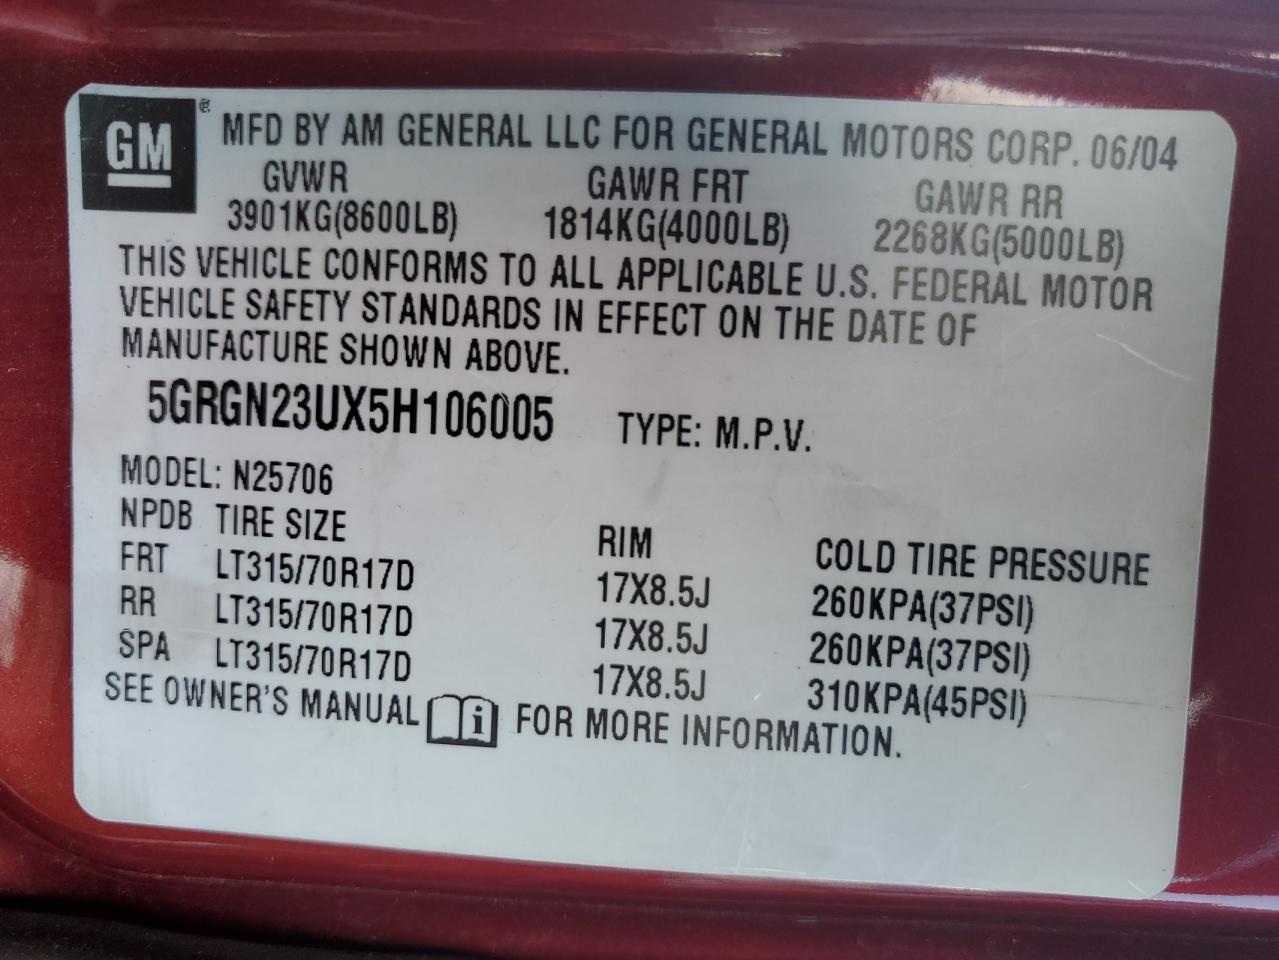 GM MFD BY AM GENERAL LLC FOR GENERAL MOTORS CORP. 06/04
GVWR GAWR FRT GAWR RR
3901KG(8600LB) 1814KG(4000LB) 2268KG(5000LB)
THIS VEHICLE CONFORMS TO ALL APPLICABLE U.S. FEDERAL MOTOR
VEHICLE SAFETY STANDARDS IN EFFECT ON THE DATE OF
MANUFACTURE SHOWN ABOVE.
5GRGN23UX5H106005 TYPE: M.P.V.
MODEL: N25706
NPDB TIRE SIZE RIM COLD TIRE PRESSURE
FRT LT315/70R17D 17X8.5J 260KPA(37PSI)
RR LT315/70R17D 17X8.5J 260KPA(37PSI)
SPA LT315/70R17D 17X8.5J 310KPA(45PSI)
SEE OWNER'S MANUAL i FOR MORE INFORMATION.